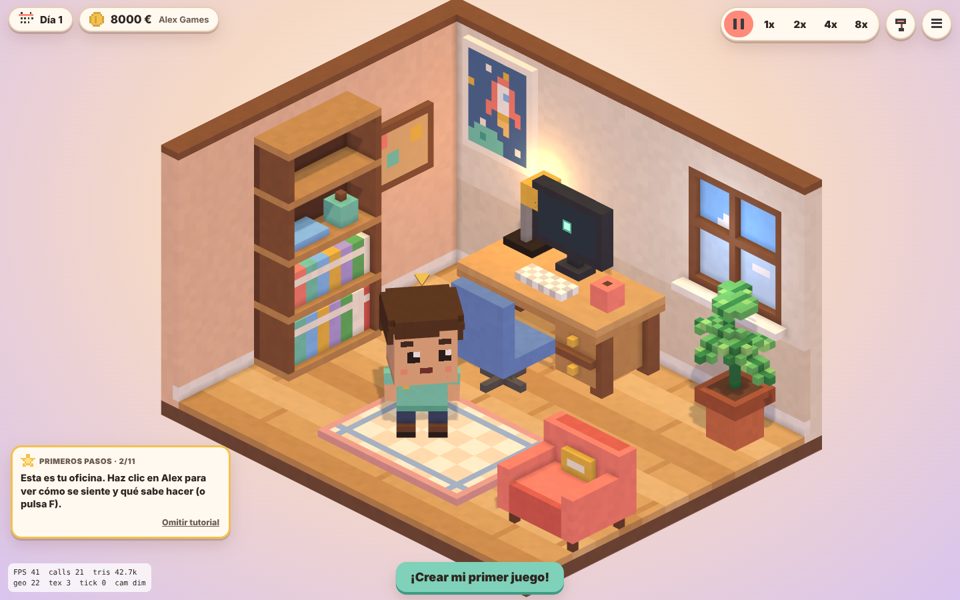 Día 1
8000 € Alex Games
1x 2x 4x 8x
PRIMEROS PASOS · 2/11
Esta es tu oficina. Haz clic en Alex para
ver cómo se siente y qué sabe hacer (o
pulsa F).
Omitir tutorial
FPS 41 calls 21 tris 42.7k
geo 22 tex 3 tick 0 cam dim
¡Crear mi primer juego!